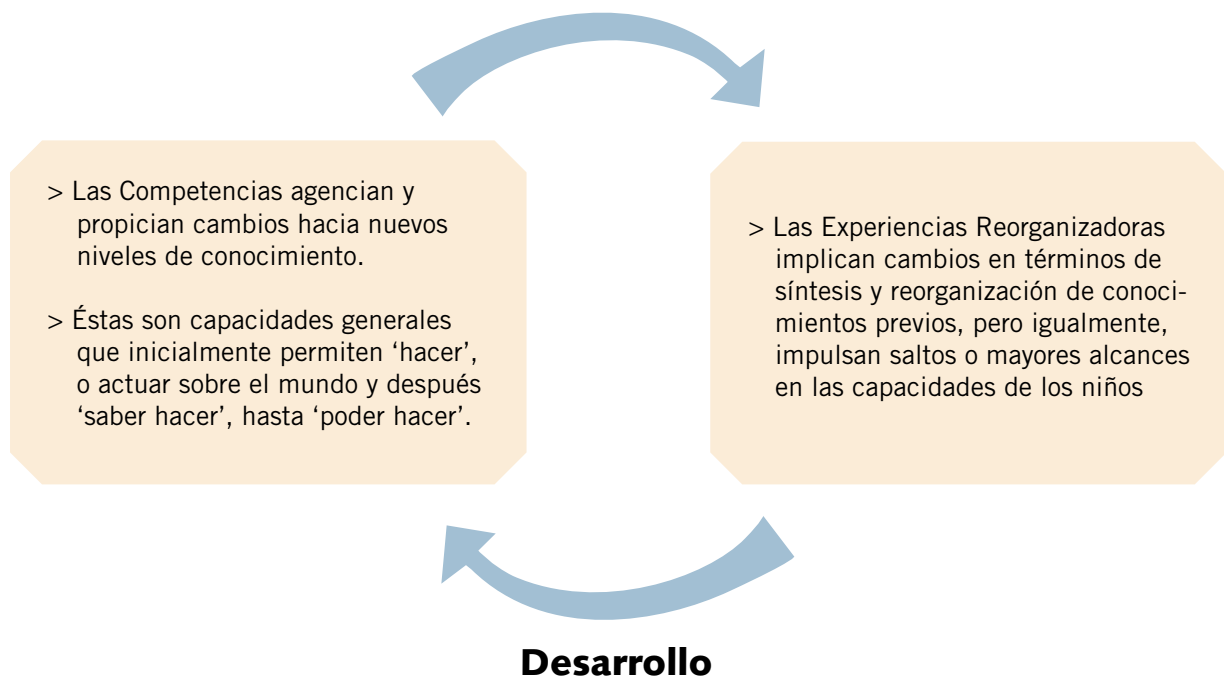 > Las Competencias agencian y
propician cambios hacia nuevos
niveles de conocimiento.
> Éstas son capacidades generales
que inicialmente permiten ‘hacer’,
o actuar sobre el mundo y después
‘saber hacer’, hasta ‘poder hacer’.
> Las Experiencias Reorganizadoras
implican cambios en términos de
síntesis y reorganización de conoci-
mientos previos, pero igualmente,
impulsan saltos o mayores alcances
en las capacidades de los niños
Desarrollo